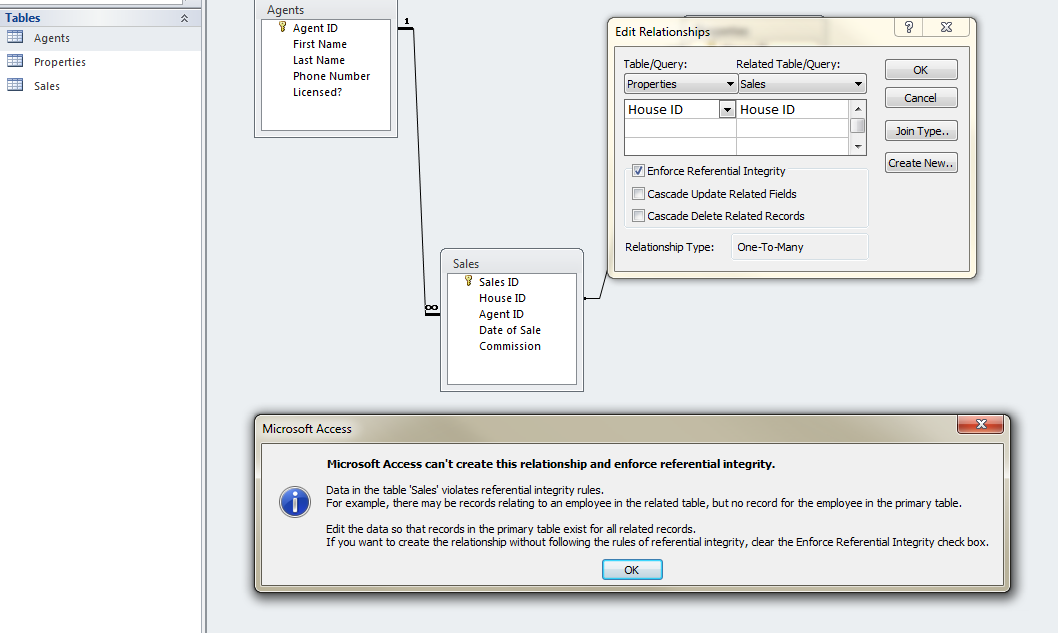 Tables
Agents
Properties
Sales
Agents
Agent ID
First Name
Last Name
Phone Number
Licensed?
1
∞
Sales
Sales ID
House ID
Agent ID
Date of Sale
Commission
Edit Relationships
?
Table/Query: Related Table/Query:
Properties Sales
House ID House ID
OK
Cancel
Join Type..
Create New..
Enforce Referential Integrity
Cascade Update Related Fields
Cascade Delete Related Records
Relationship Type: One-To-Many
Microsoft Access
Microsoft Access can't create this relationship and enforce referential integrity.
Data in the table 'Sales' violates referential integrity rules.
For example, there may be records relating to an employee in the related table, but no record for the employee in the primary table.
Edit the data so that records in the primary table exist for all related records.
If you want to create the relationship without following the rules of referential integrity, clear the Enforce Referential Integrity check box.
OK